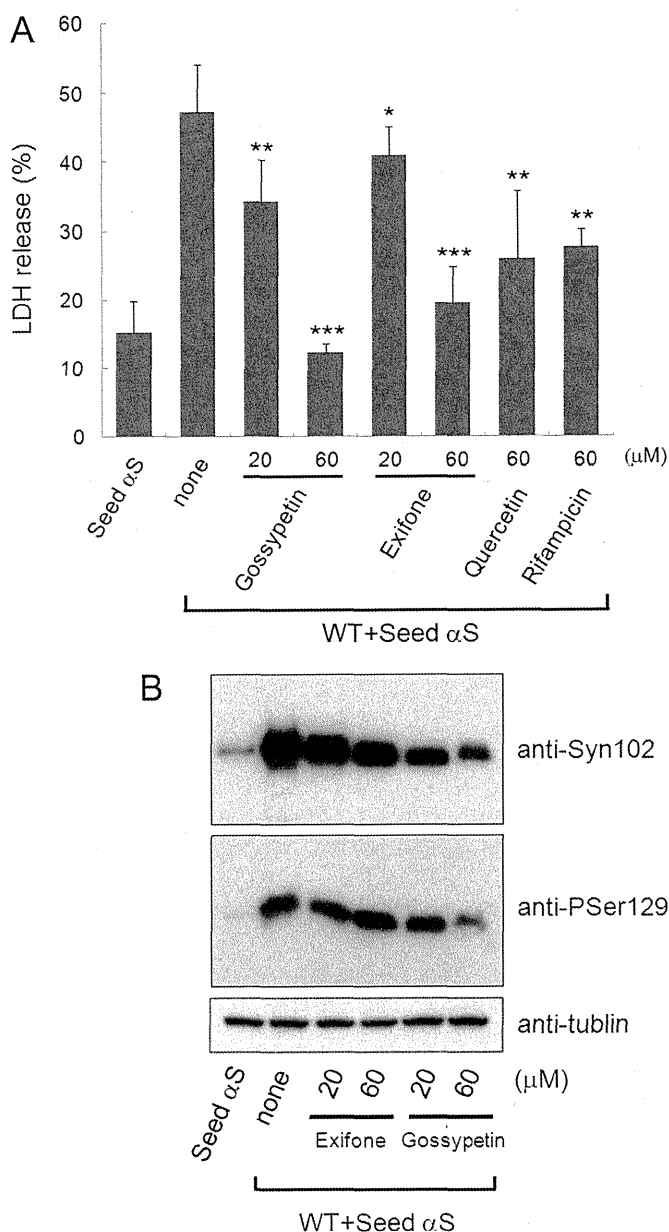 A
60
50
40
30
20
10
0
LDH release (%)
*
**
**
**
***
***
20 60 20 60 60 60 (μM)
Seed αS
none
Gossypetin
Exifone
Quercetin
Rifampicin
WT+Seed αS
B
anti-Syn102
anti-PSer129
anti-tublin
Seed αS
none
20 60 20 60 (μM)
Exifone Gossypetin
WT+Seed αS